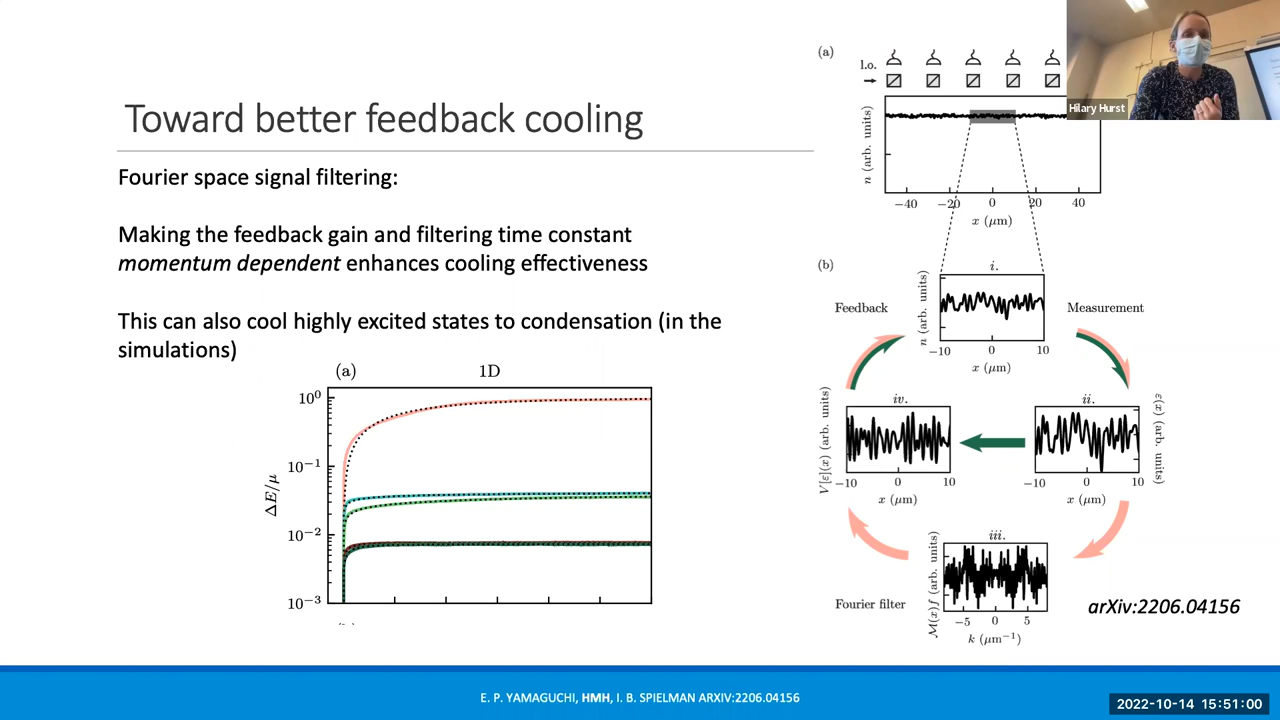 Toward better feedback cooling
Fourier space signal filtering:
Making the feedback gain and filtering time constant
momentum dependent enhances cooling effectiveness
This can also cool highly excited states to condensation (in the
simulations)
(a)
1D
10⁰
10⁻¹
10⁻²
10⁻³
ΔE/μ
(a)
l.o.
n (arb. units)
−40
−20
0
20
40
x (μm)
(b)
i.
Feedback
Measurement
n (arb. units)
−10
0
10
x (μm)
iv.
V[ε](x) (arb. units)
−10
0
10
x (μm)
ii.
ε(x) (arb. units)
−10
0
10
x (μm)
iii.
Fourier filter
M(x)f (arb. units)
−5
0
5
k (μm⁻¹)
arXiv:2206.04156
Hilary Hurst
E. P. YAMAGUCHI, HMH, I. B. SPIELMAN ARXIV:2206.04156
2022-10-14 15:51:00